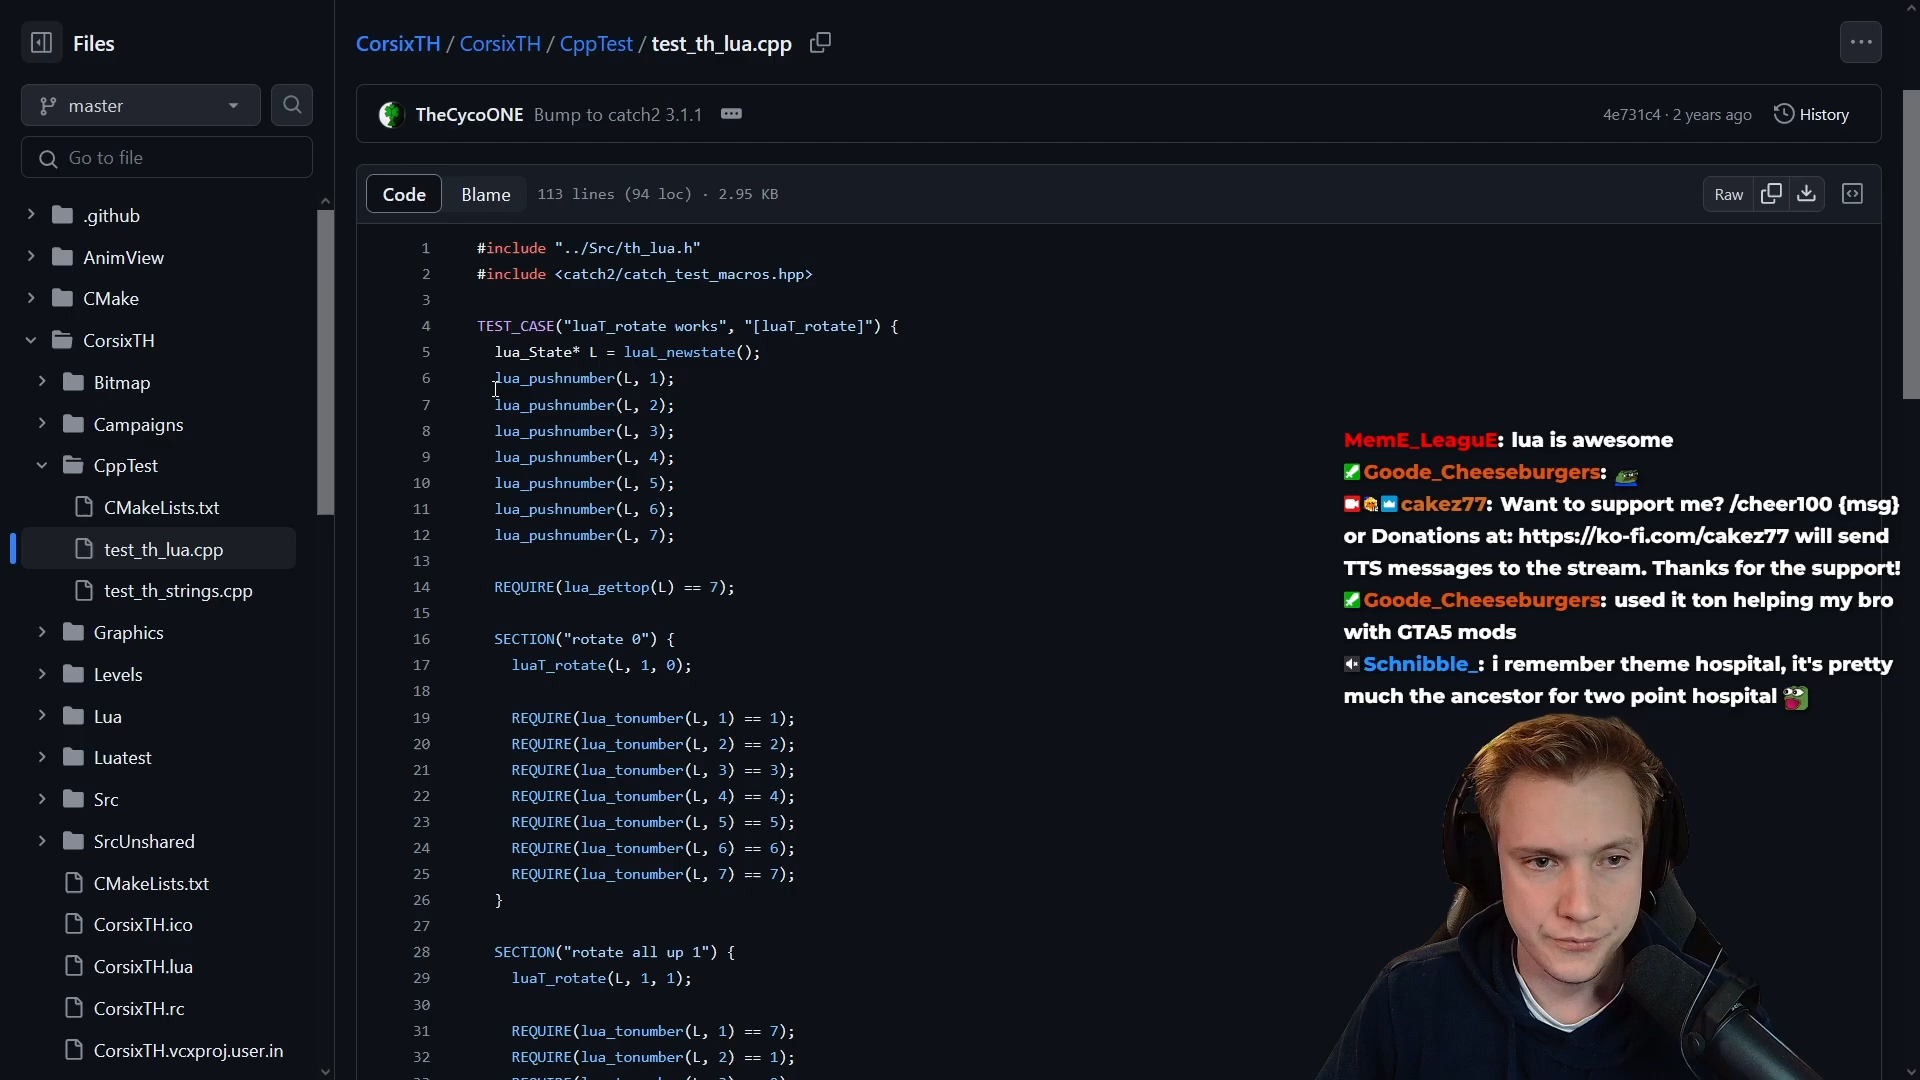 Files
master
Go to file
.github
AnimView
CMake
CorsixTH
Bitmap
Campaigns
CppTest
CMakeLists.txt
test_th_lua.cpp
test_th_strings.cpp
Graphics
Levels
Lua
Luatest
Src
SrcUnshared
CMakeLists.txt
CorsixTH.ico
CorsixTH.lua
CorsixTH.rc
CorsixTH.vcxproj.user.in
CorsixTH / CorsixTH / CppTest / test_th_lua.cpp
TheCycoONE Bump to catch2 3.1.1
4e731c4 · 2 years ago History
Code Blame 113 lines (94 loc) · 2.95 KB
Raw
1 #include "../Src/th_lua.h"
2 #include <catch2/catch_test_macros.hpp>
3
4 TEST_CASE("luaT_rotate works", "[luaT_rotate]") {
5 lua_State* L = luaL_newstate();
6 lua_pushnumber(L, 1);
7 lua_pushnumber(L, 2);
8 lua_pushnumber(L, 3);
9 lua_pushnumber(L, 4);
10 lua_pushnumber(L, 5);
11 lua_pushnumber(L, 6);
12 lua_pushnumber(L, 7);
13
14 REQUIRE(lua_gettop(L) == 7);
15
16 SECTION("rotate 0") {
17 luaT_rotate(L, 1, 0);
18
19 REQUIRE(lua_tonumber(L, 1) == 1);
20 REQUIRE(lua_tonumber(L, 2) == 2);
21 REQUIRE(lua_tonumber(L, 3) == 3);
22 REQUIRE(lua_tonumber(L, 4) == 4);
23 REQUIRE(lua_tonumber(L, 5) == 5);
24 REQUIRE(lua_tonumber(L, 6) == 6);
25 REQUIRE(lua_tonumber(L, 7) == 7);
26 }
27
28 SECTION("rotate all up 1") {
29 luaT_rotate(L, 1, 1);
30
31 REQUIRE(lua_tonumber(L, 1) == 7);
32 REQUIRE(lua_tonumber(L, 2) == 1);
MemE_LeaguE: lua is awesome
Goode_Cheeseburgers:
cakez77: Want to support me? /cheer100 {msg}
or Donations at: https://ko-fi.com/cakez77 will send
TTS messages to the stream. Thanks for the support!
Goode_Cheeseburgers: used it ton helping my bro
with GTA5 mods
Schnibble_: i remember theme hospital, it's pretty
much the ancestor for two point hospital